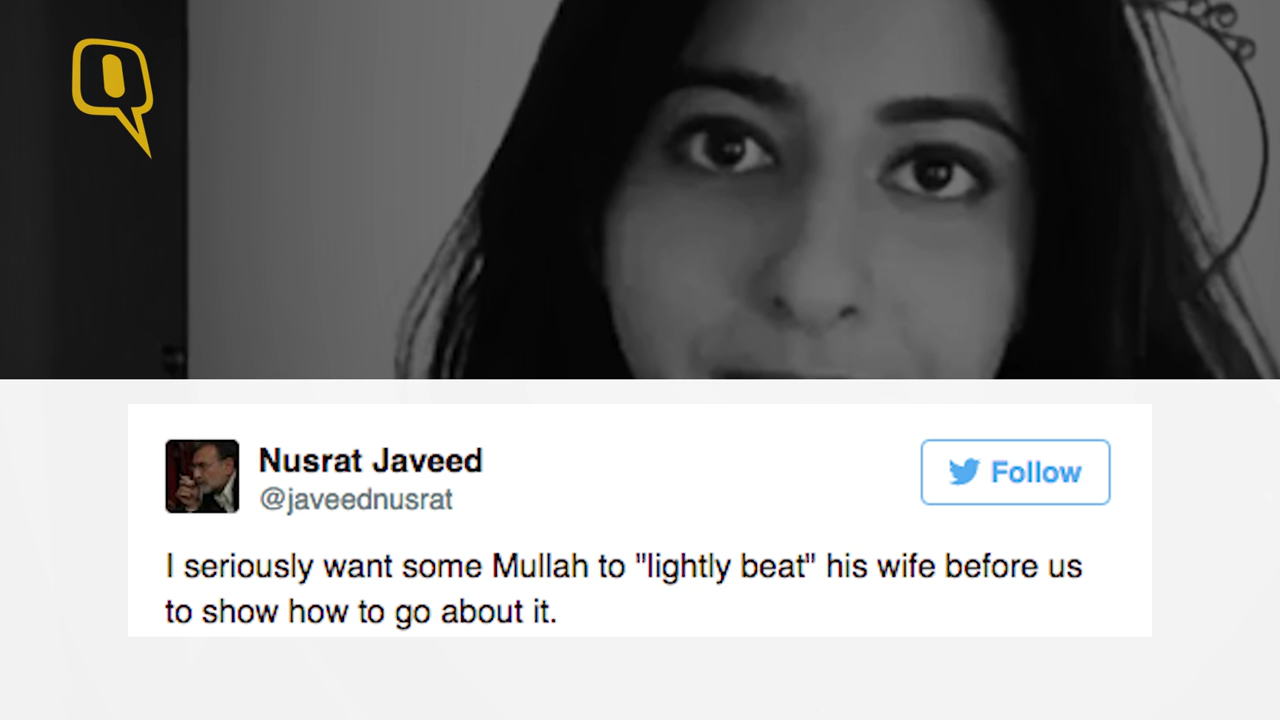 Nusrat Javeed
@javeednusrat
Follow
I seriously want some Mullah to "lightly beat" his wife before us
to show how to go about it.